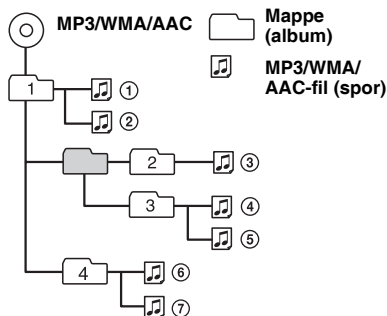 MP3/WMA/AAC
Mappe
(album)
MP3/WMA/
AAC-fil (spor)
1
①
②
2
③
3
④
⑤
4
⑥
⑦